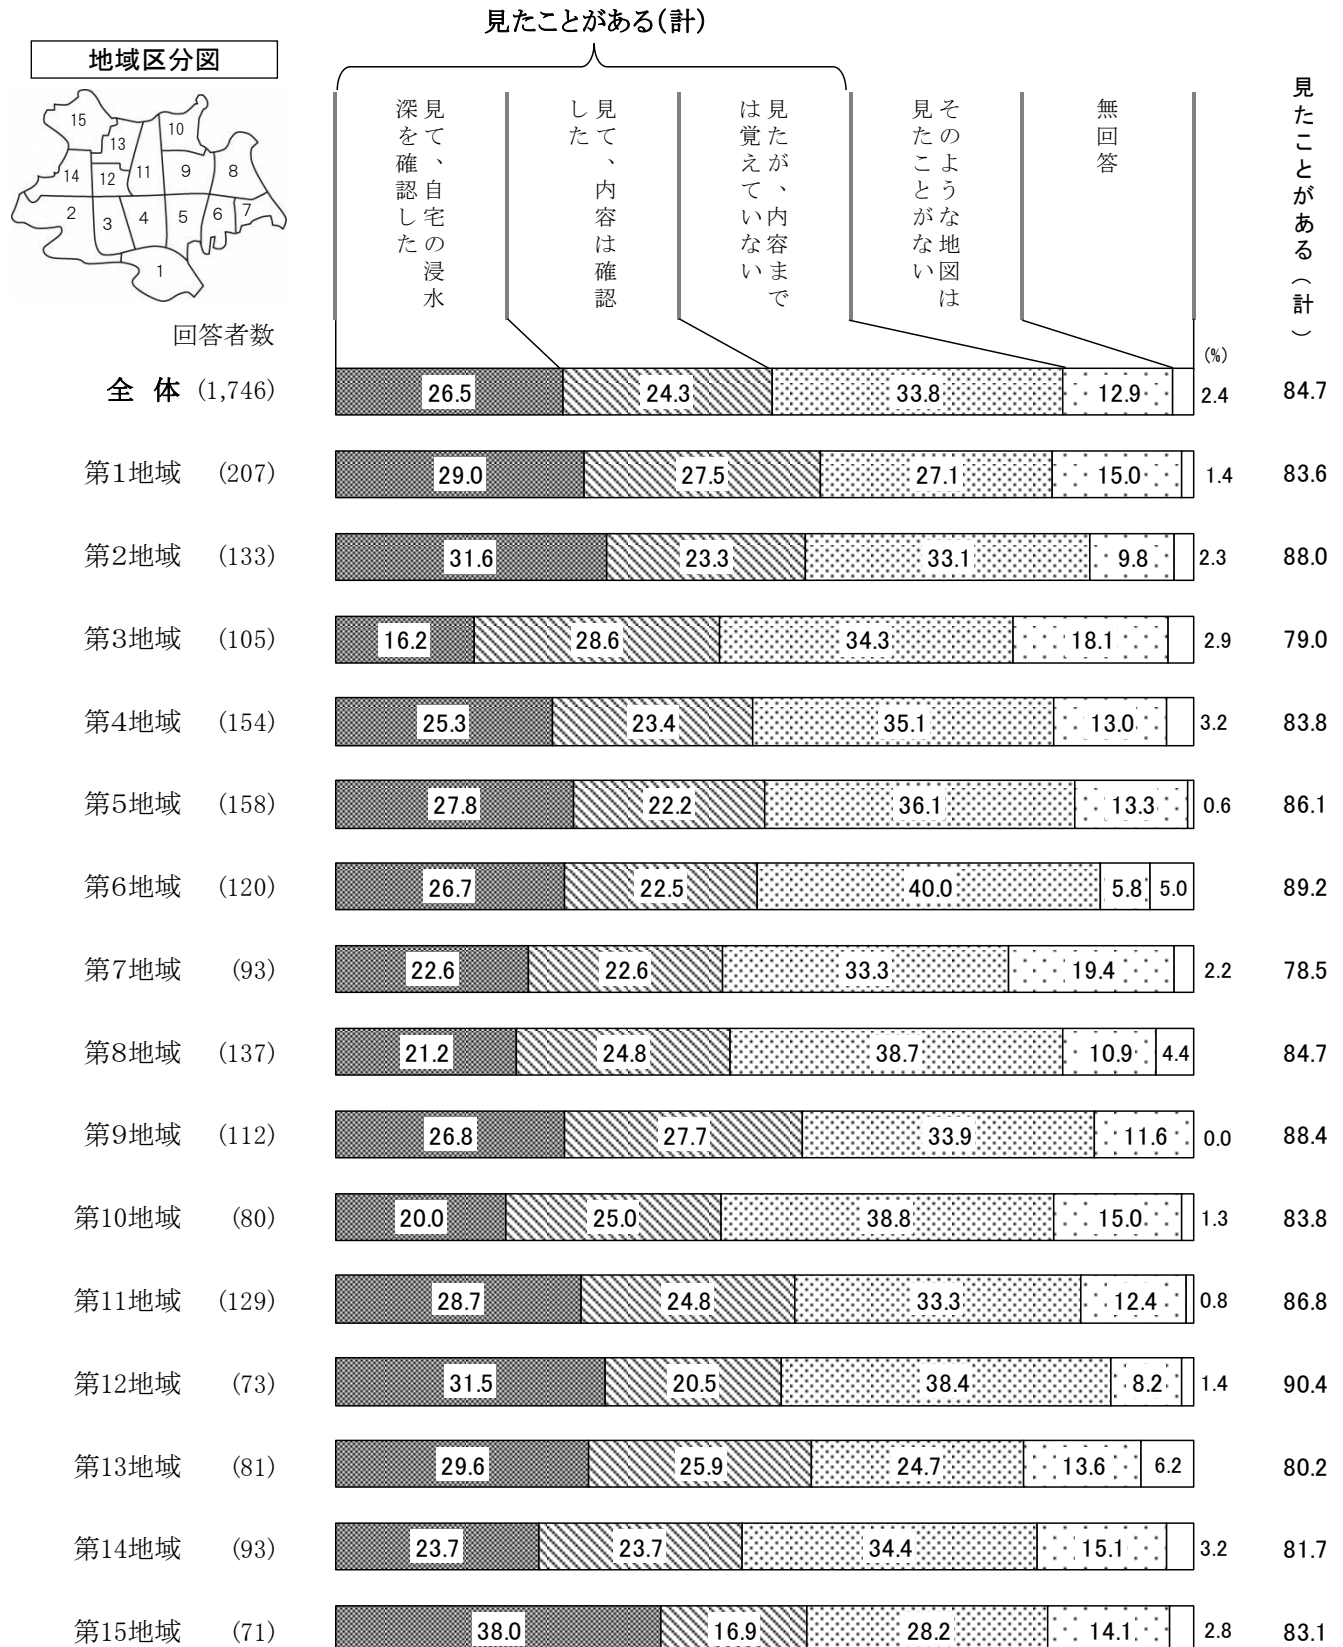 見たことがある(計)
地域区分図
15
13
10
14
12
11
9
8
2
3
4
5
6
7
1
見て、自宅の浸水
深を確認した
見て、内容は確認
した
見たが、内容まで
は覚えていない
そのような地図は
見たことがない
無回答
見たことがある(計)
回答者数
(%)
全 体 (1,746) 26.5 24.3 33.8 12.9 2.4 84.7
第1地域 (207) 29.0 27.5 27.1 15.0 1.4 83.6
第2地域 (133) 31.6 23.3 33.1 9.8 2.3 88.0
第3地域 (105) 16.2 28.6 34.3 18.1 2.9 79.0
第4地域 (154) 25.3 23.4 35.1 13.0 3.2 83.8
第5地域 (158) 27.8 22.2 36.1 13.3 0.6 86.1
第6地域 (120) 26.7 22.5 40.0 5.8 5.0 89.2
第7地域 (93) 22.6 22.6 33.3 19.4 2.2 78.5
第8地域 (137) 21.2 24.8 38.7 10.9 4.4 84.7
第9地域 (112) 26.8 27.7 33.9 11.6 0.0 88.4
第10地域 (80) 20.0 25.0 38.8 15.0 1.3 83.8
第11地域 (129) 28.7 24.8 33.3 12.4 0.8 86.8
第12地域 (73) 31.5 20.5 38.4 8.2 1.4 90.4
第13地域 (81) 29.6 25.9 24.7 13.6 6.2 80.2
第14地域 (93) 23.7 23.7 34.4 15.1 3.2 81.7
第15地域 (71) 38.0 16.9 28.2 14.1 2.8 83.1